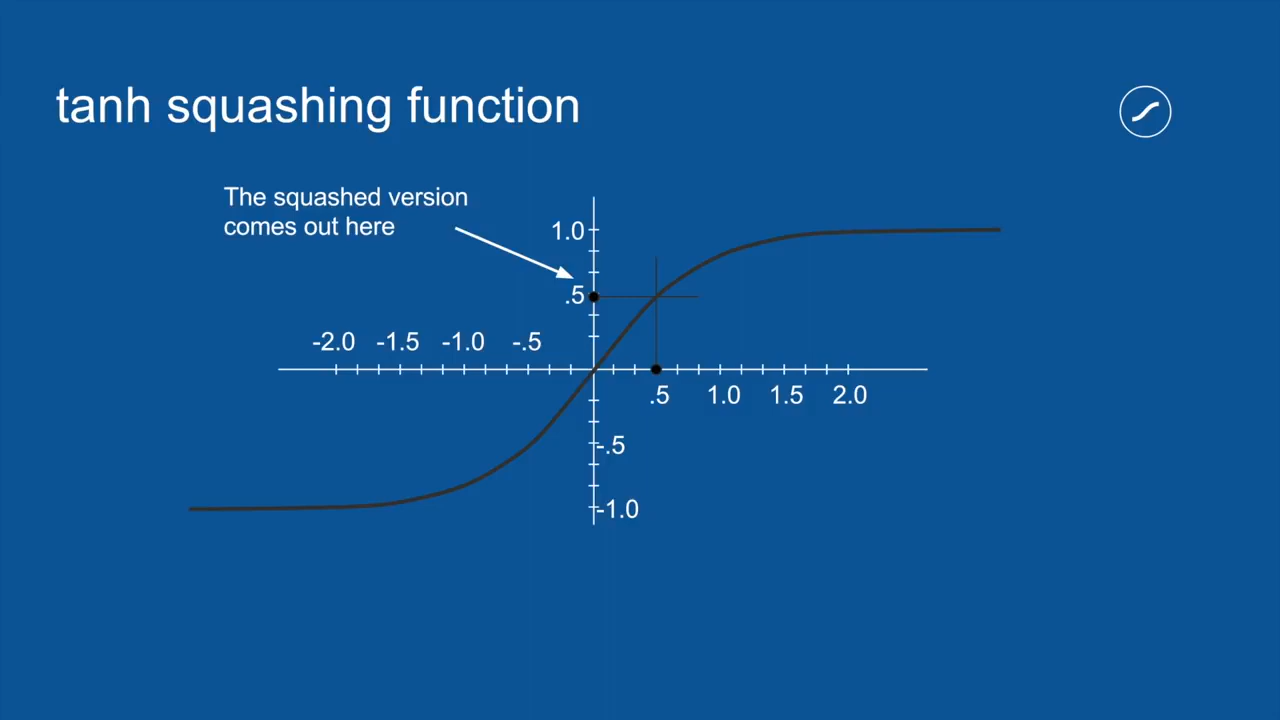 tanh squashing function
The squashed version
comes out here
1.0
.5
-2.0 -1.5 -1.0 -.5
.5 1.0 1.5 2.0
-.5
-1.0